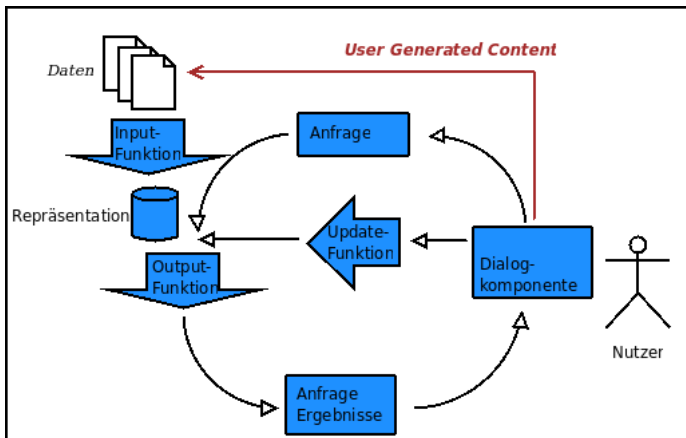 User Generated Content
Daten
Input-
Funktion
Anfrage
Repräsentation
Update-
Funktion
Output-
Funktion
Dialog-
komponente
Nutzer
Anfrage
Ergebnisse